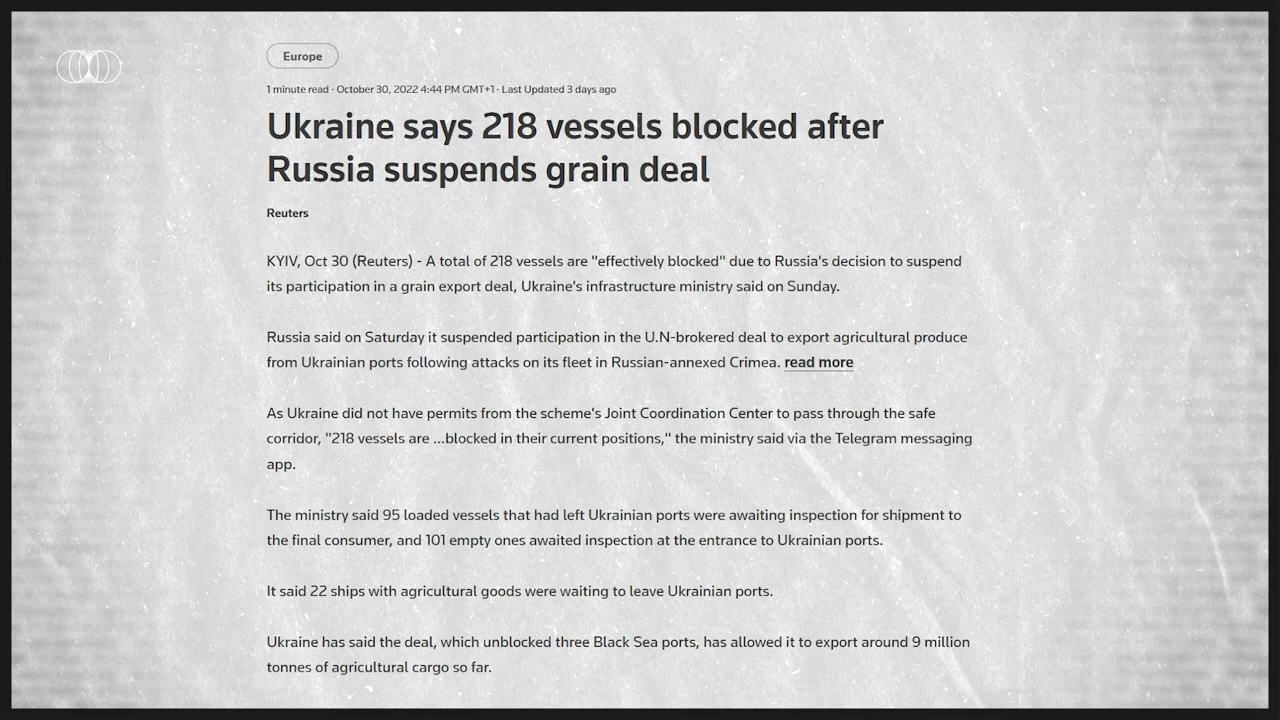 Europe
1 minute read · October 30, 2022 4:44 PM GMT+1 · Last Updated 3 days ago
Ukraine says 218 vessels blocked after
Russia suspends grain deal
Reuters
KYIV, Oct 30 (Reuters) - A total of 218 vessels are "effectively blocked" due to Russia's decision to suspend
its participation in a grain export deal, Ukraine's infrastructure ministry said on Sunday.
Russia said on Saturday it suspended participation in the U.N-brokered deal to export agricultural produce
from Ukrainian ports following attacks on its fleet in Russian-annexed Crimea. read more
As Ukraine did not have permits from the scheme's Joint Coordination Center to pass through the safe
corridor, "218 vessels are ...blocked in their current positions," the ministry said via the Telegram messaging
app.
The ministry said 95 loaded vessels that had left Ukrainian ports were awaiting inspection for shipment to
the final consumer, and 101 empty ones awaited inspection at the entrance to Ukrainian ports.
It said 22 ships with agricultural goods were waiting to leave Ukrainian ports.
Ukraine has said the deal, which unblocked three Black Sea ports, has allowed it to export around 9 million
tonnes of agricultural cargo so far.